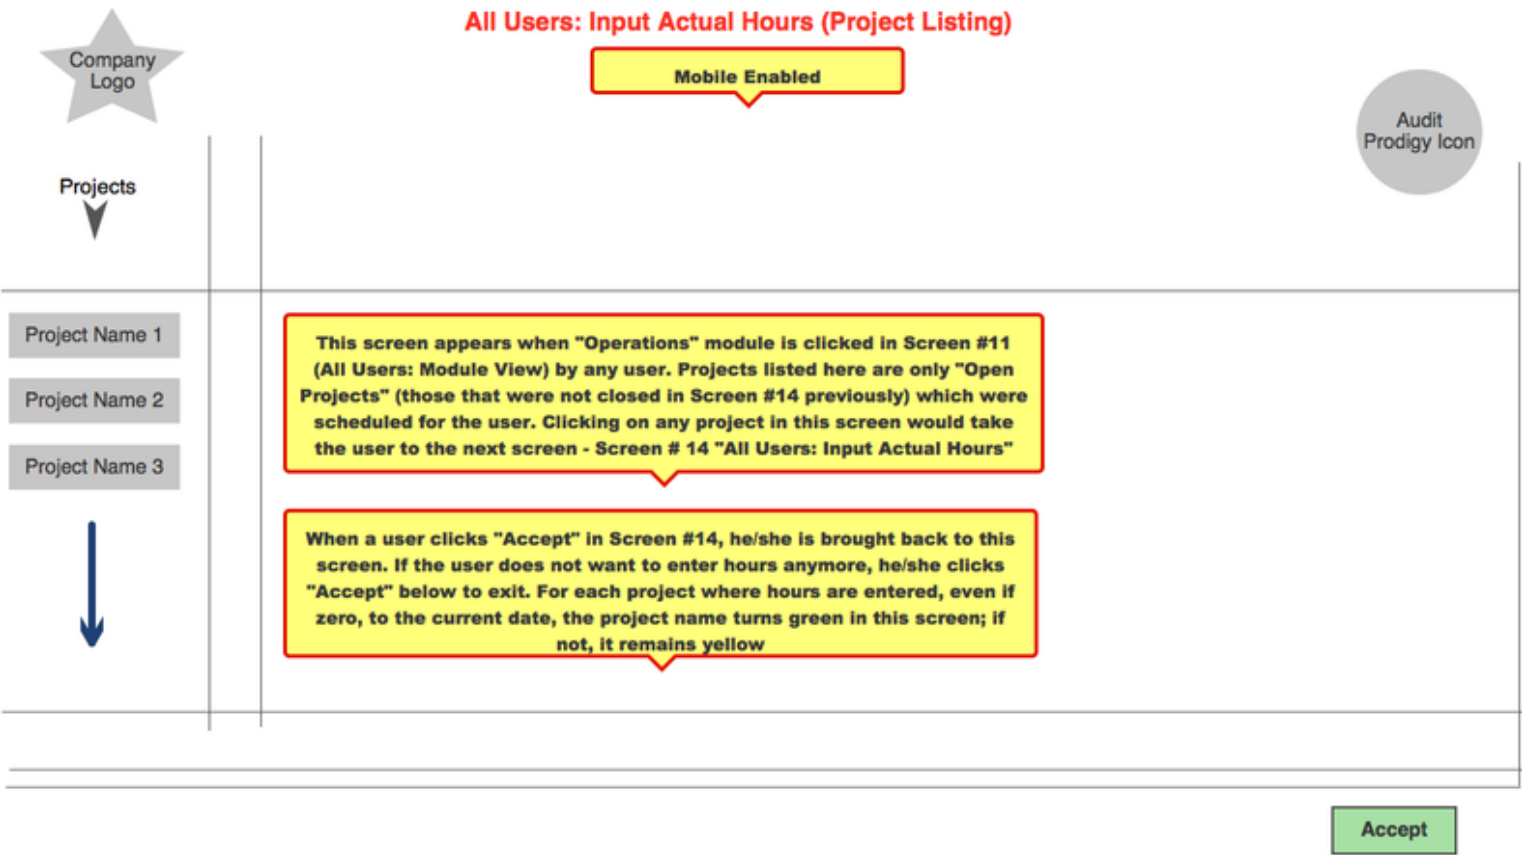 All Users: Input Actual Hours (Project Listing)
Company
Logo
Mobile Enabled
Audit
Prodigy Icon
Projects
Project Name 1
Project Name 2
Project Name 3
This screen appears when "Operations" module is clicked in Screen #11
(All Users: Module View) by any user. Projects listed here are only "Open
Projects" (those that were not closed in Screen #14 previously) which were
scheduled for the user. Clicking on any project in this screen would take
the user to the next screen - Screen # 14 "All Users: Input Actual Hours"
When a user clicks "Accept" in Screen #14, he/she is brought back to this
screen. If the user does not want to enter hours anymore, he/she clicks
"Accept" below to exit. For each project where hours are entered, even if
zero, to the current date, the project name turns green in this screen; if
not, it remains yellow
Accept